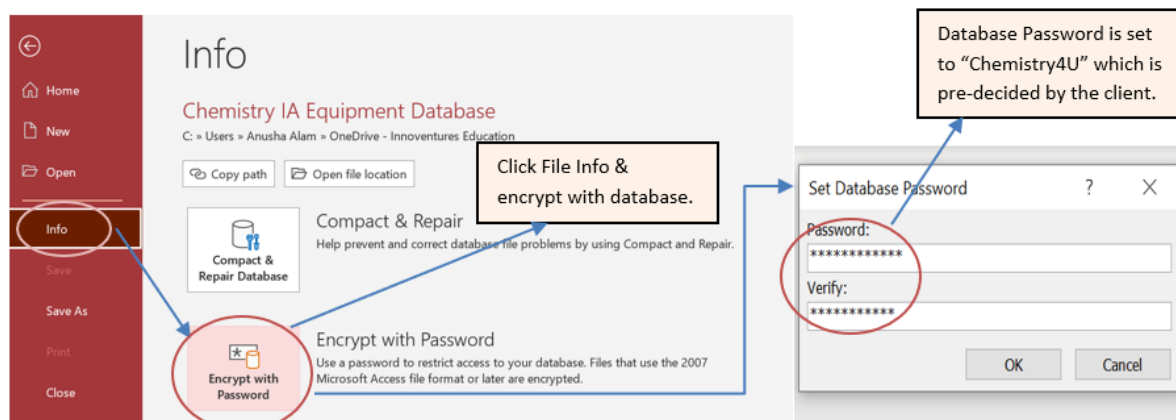 Info
Home
New
Open
Info
Save
Save As
Print
Close
Chemistry IA Equipment Database
C: » Users » Anusha Alam » OneDrive - Innoventures Education
Copy path
Open file location
Compact &
Repair Database
Compact & Repair
Help prevent and correct database file problems by using Compact and Repair.
Encrypt with
Password
Encrypt with Password
Use a password to restrict access to your database. Files that use the 2007
Microsoft Access file format or later are encrypted.
Click File Info &
encrypt with database.
Database Password is set
to “Chemistry4U” which is
pre-decided by the client.
Set Database Password ? X
Password:
************
Verify:
***********
OK Cancel